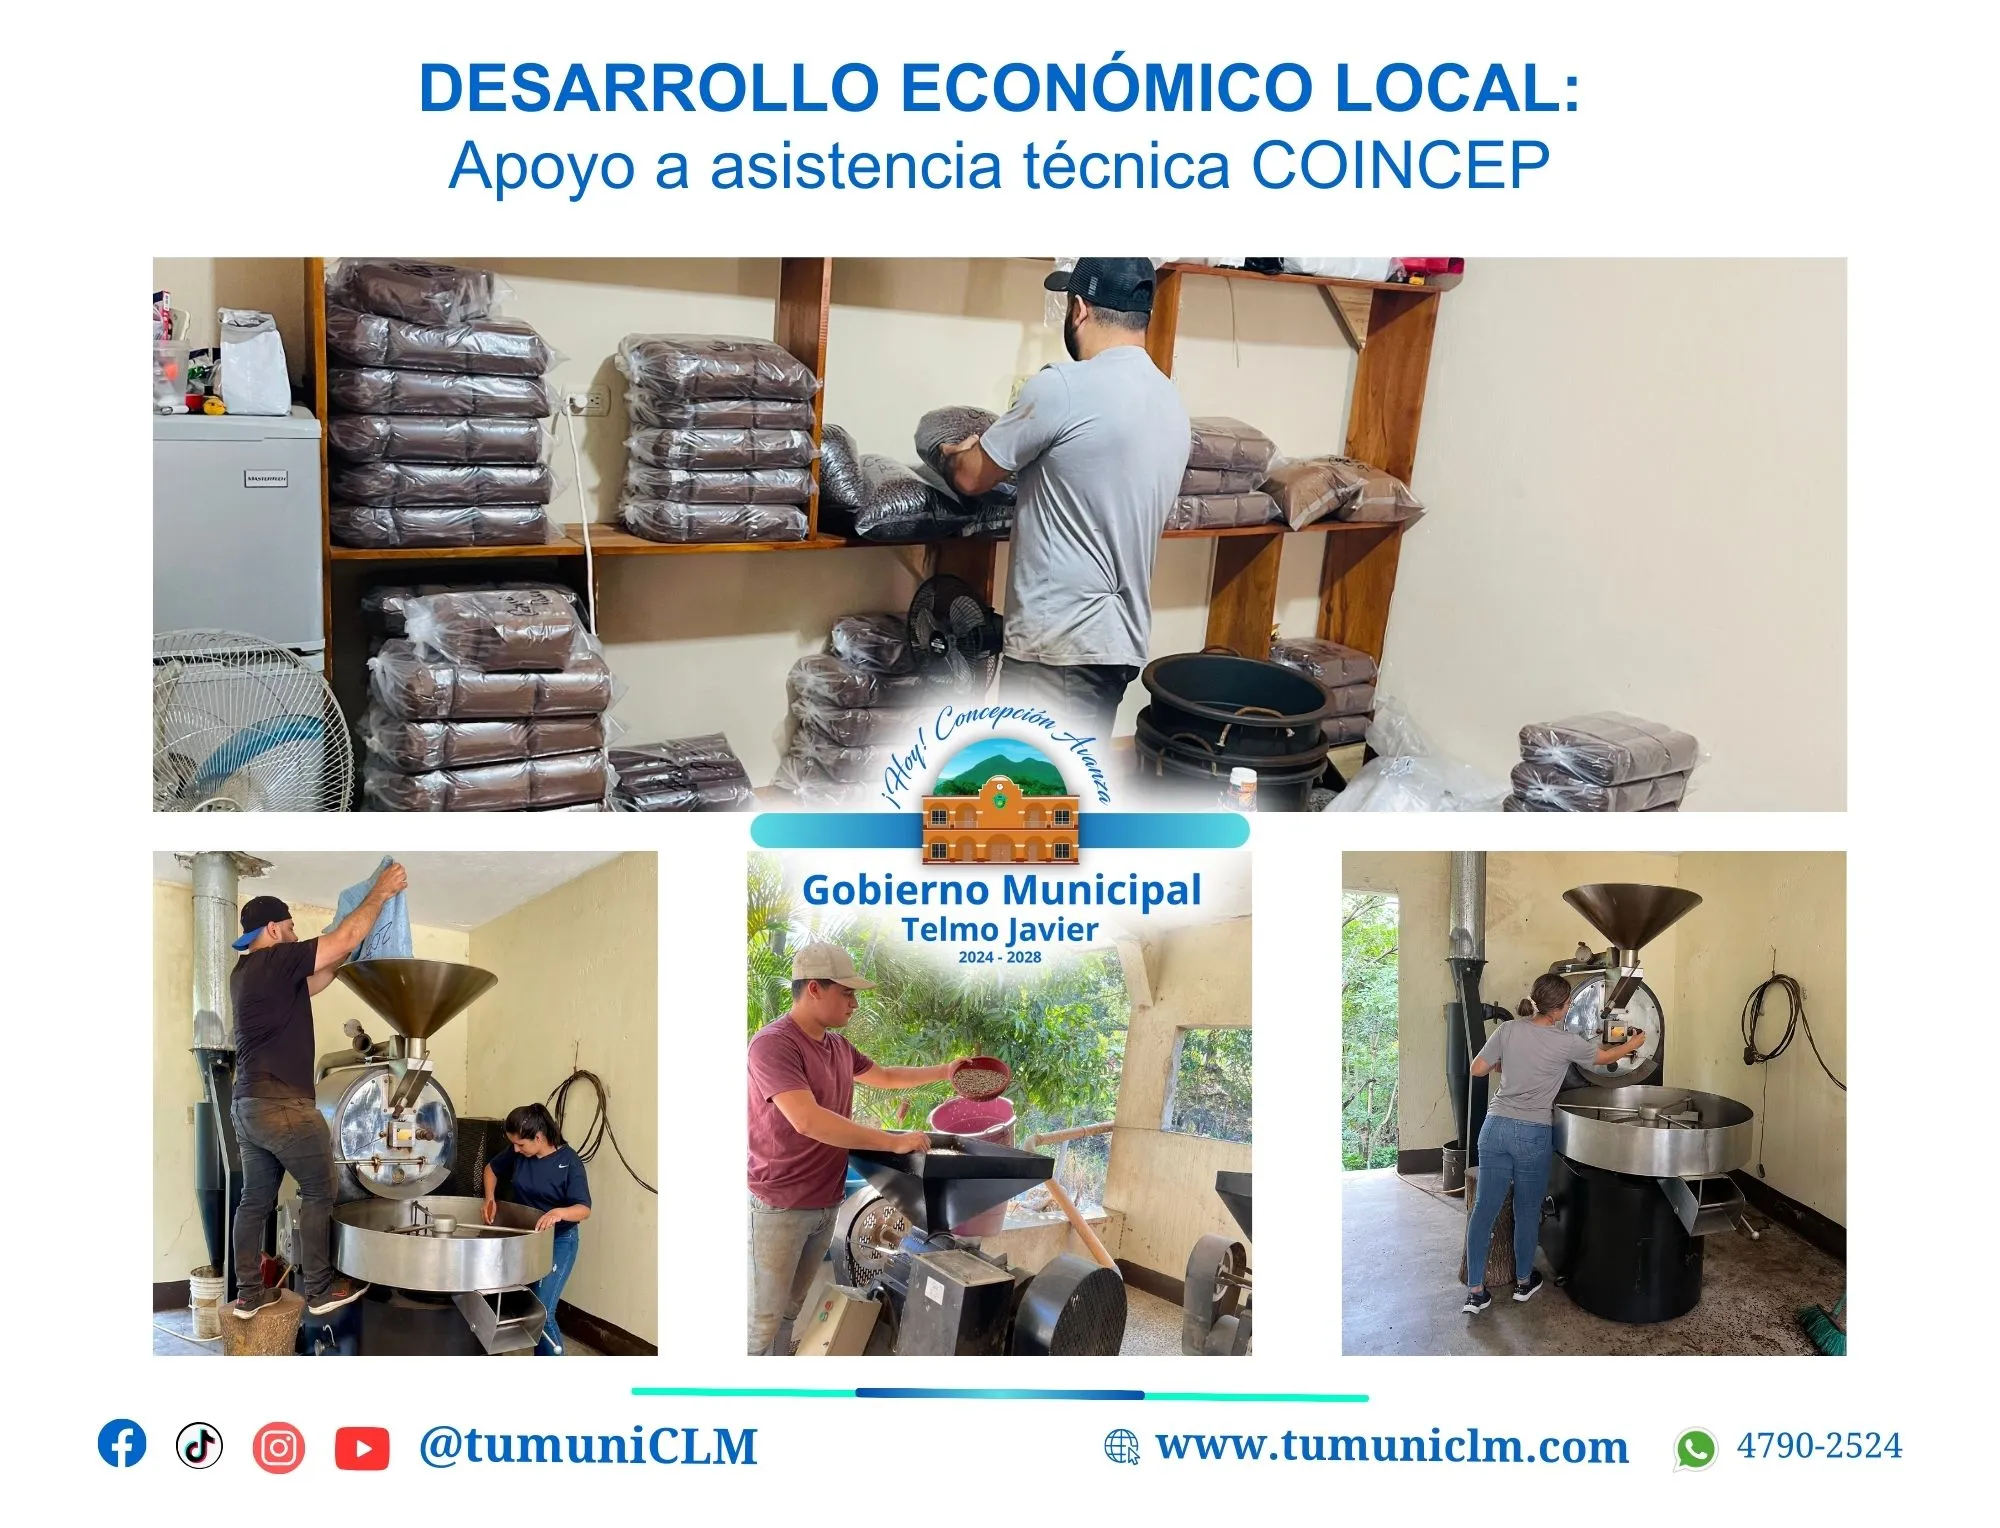 DESARROLLO ECONÓMICO LOCAL:
Apoyo a asistencia técnica COINCEP
MASTERTECH
¡Hoy! Concepción Avanza
Gobierno Municipal
Telmo Javier
2024 - 2028
@tumuniCLM
www.tumuniclm.com
4790-2524